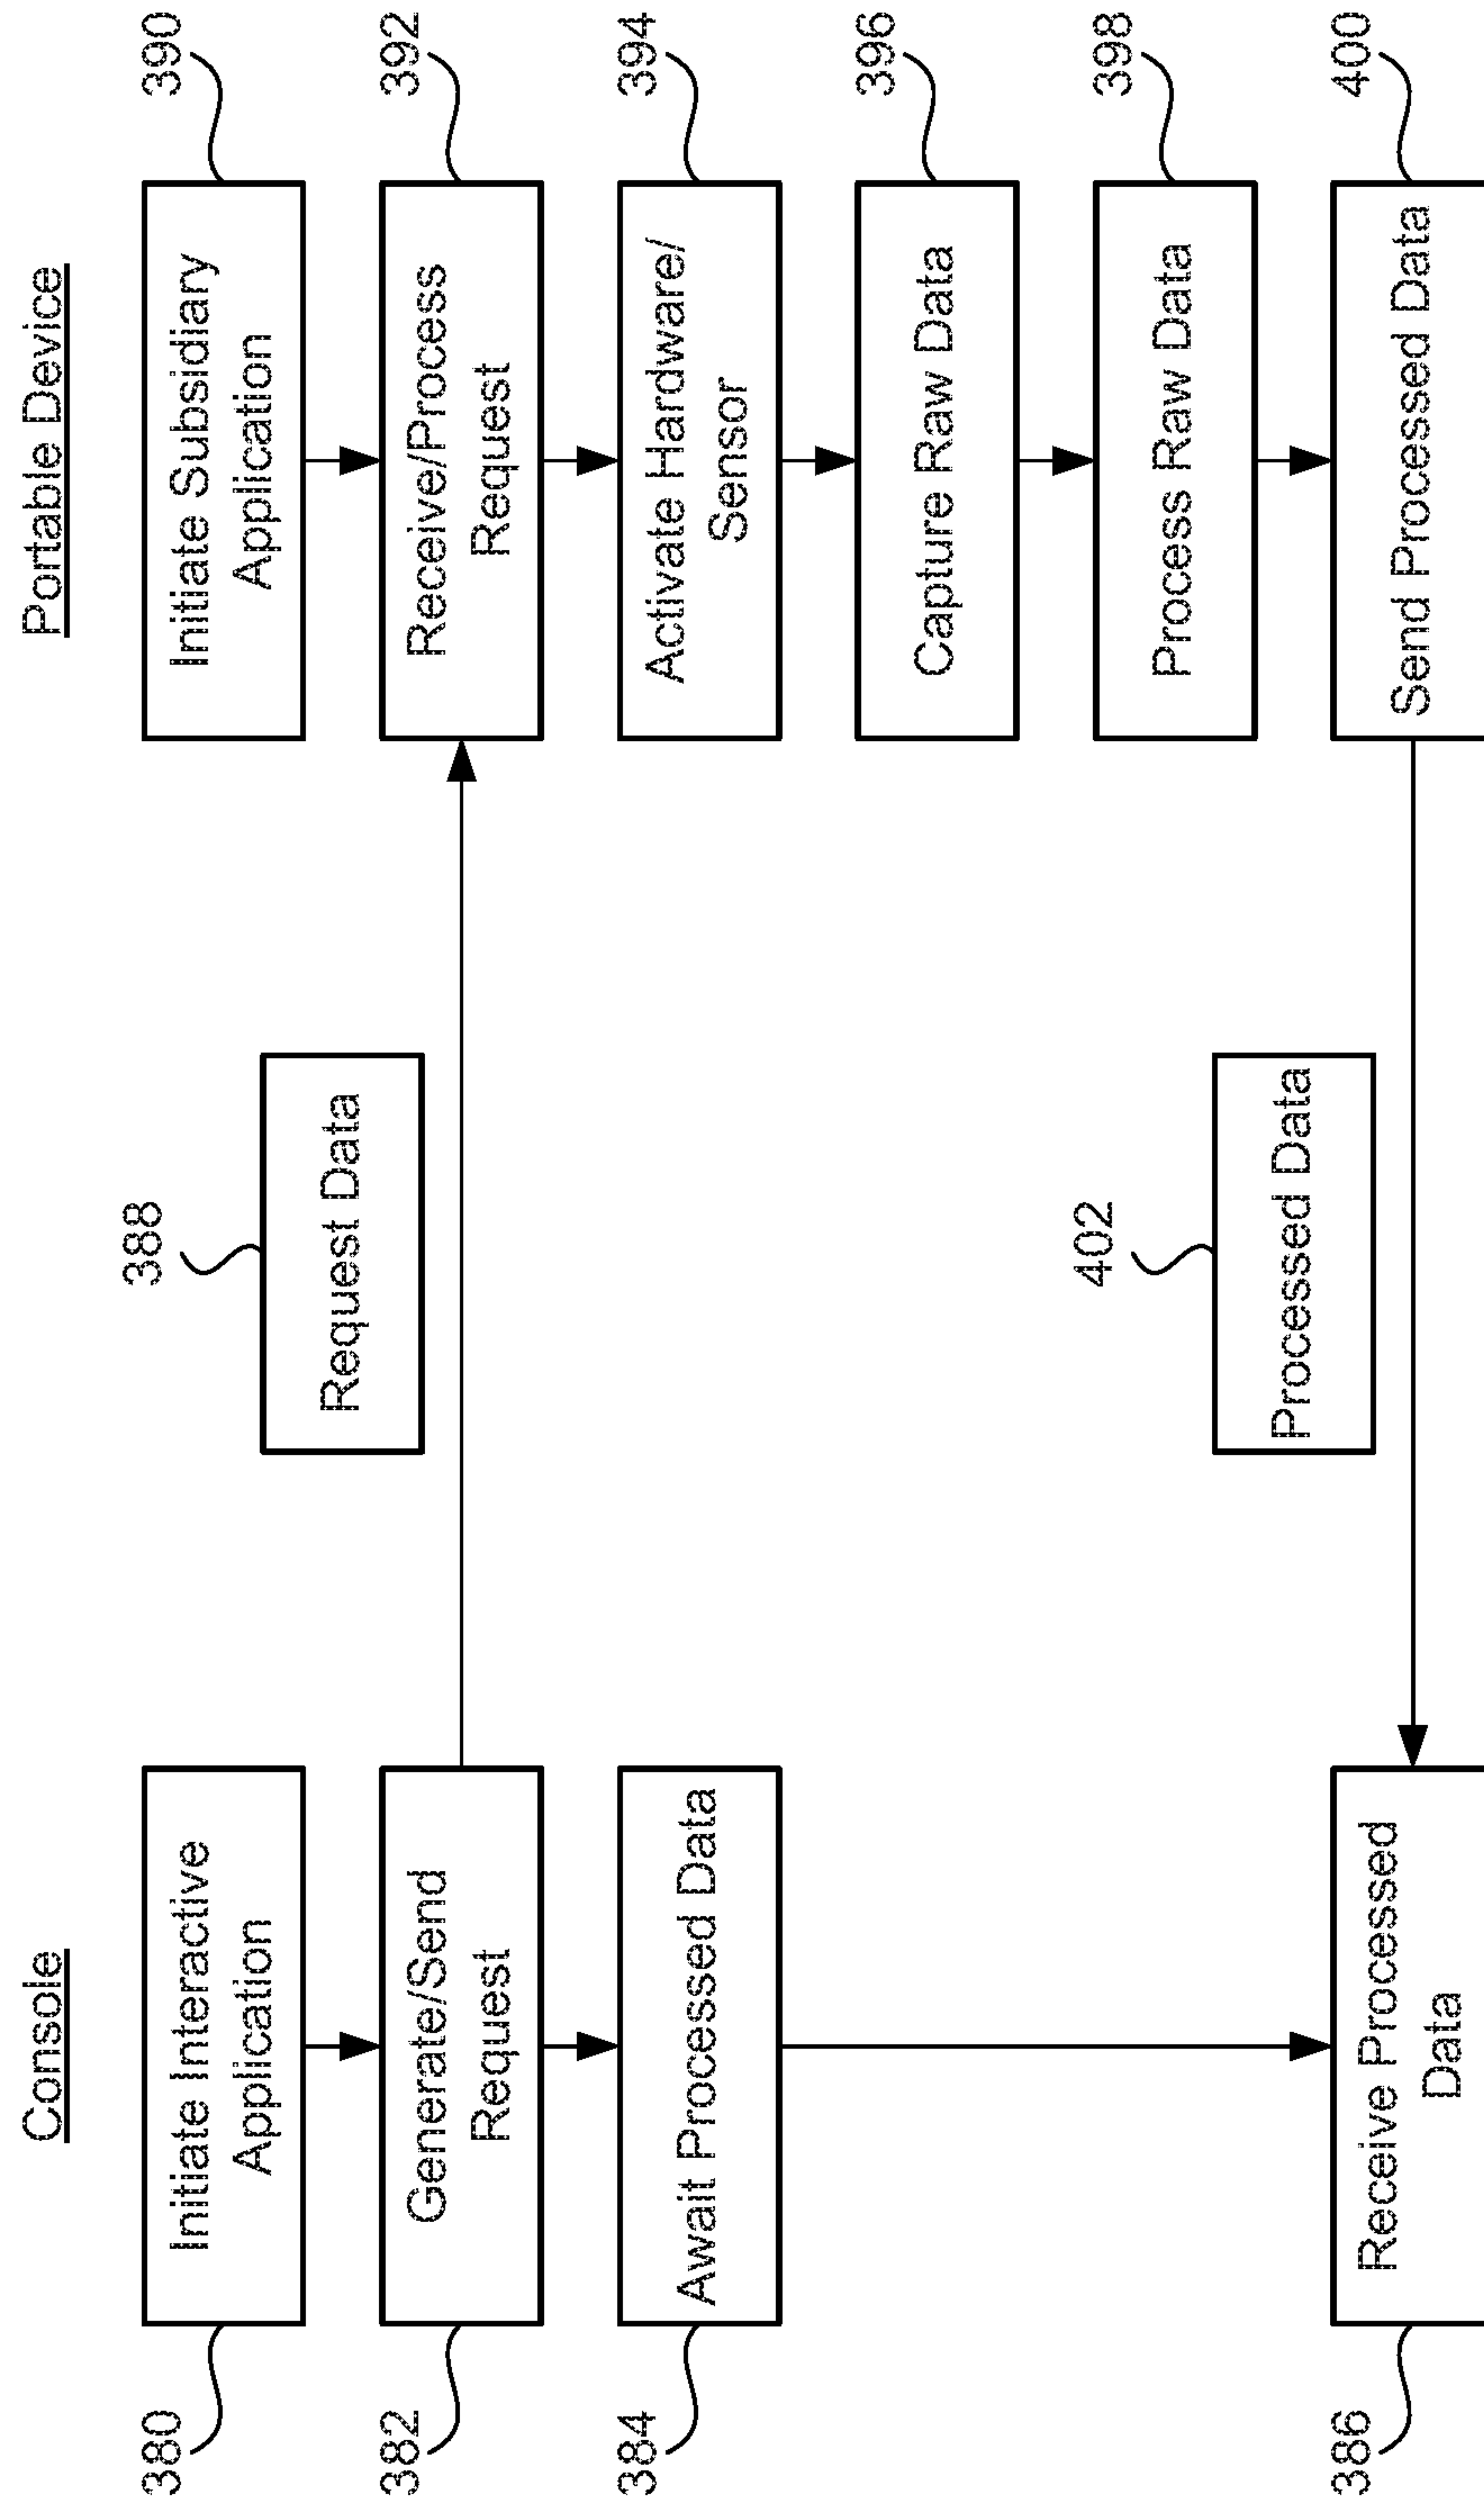 Console
Portable Device
380
Initiate Interactive
Application
388
Request Data
Initiate Subsidiary
Application
390
382
Generate/Send
Request
Receive/Process
Request
392
384
Await Processed Data
Activate Hardware/
Sensor
394
Capture Raw Data
396
402
Processed Data
Process Raw Data
398
386
Receive Processed
Data
Send Processed Data
400